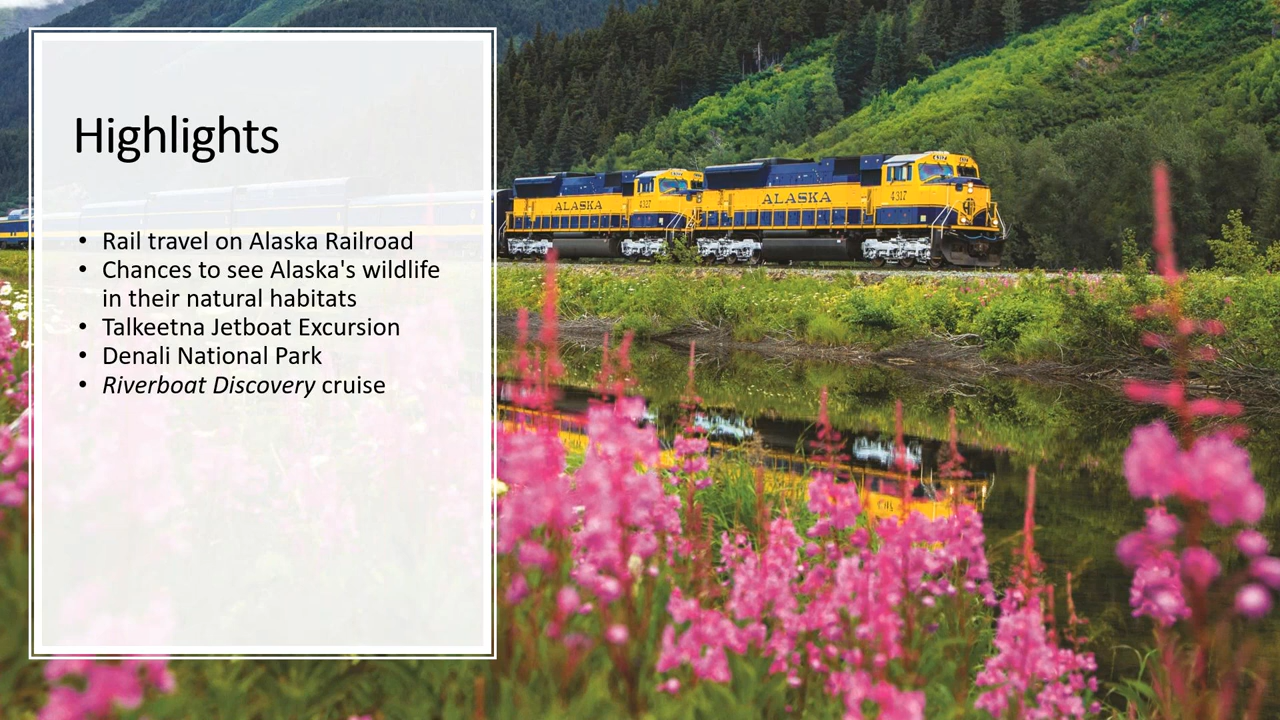 Highlights
• Rail travel on Alaska Railroad
• Chances to see Alaska's wildlife
in their natural habitats
• Talkeetna Jetboat Excursion
• Denali National Park
• Riverboat Discovery cruise
ALASKA
4317
ALASKA
4317